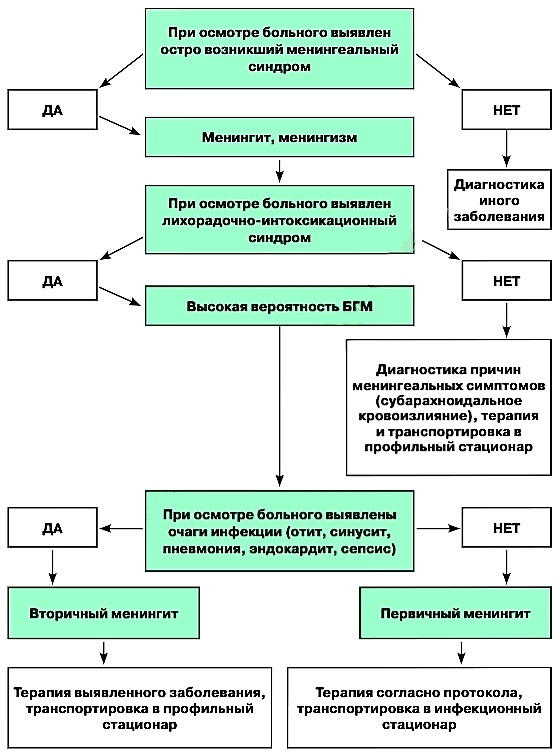 При осмотре больного выявлен
остро возникший менингеальный
синдром
ДА
НЕТ
Менингит, менингизм
Диагностика
иного
заболевания
При осмотре больного выявлен
лихорадочно-интоксикационный
синдром
ДА
НЕТ
Высокая вероятность БГМ
Диагностика причин
менингеальных симптомов
(субарахноидальное
кровоизлияние), терапия
и транспортировка в
профильный стационар
При осмотре больного выявлены
очаги инфекции (отит, синусит,
пневмония, эндокардит, сепсис)
ДА
НЕТ
Вторичный менингит
Первичный менингит
Терапия выявленного заболевания,
транспортировка в профильный
стационар
Терапия согласно протокола,
транспортировка в инфекционный
стационар